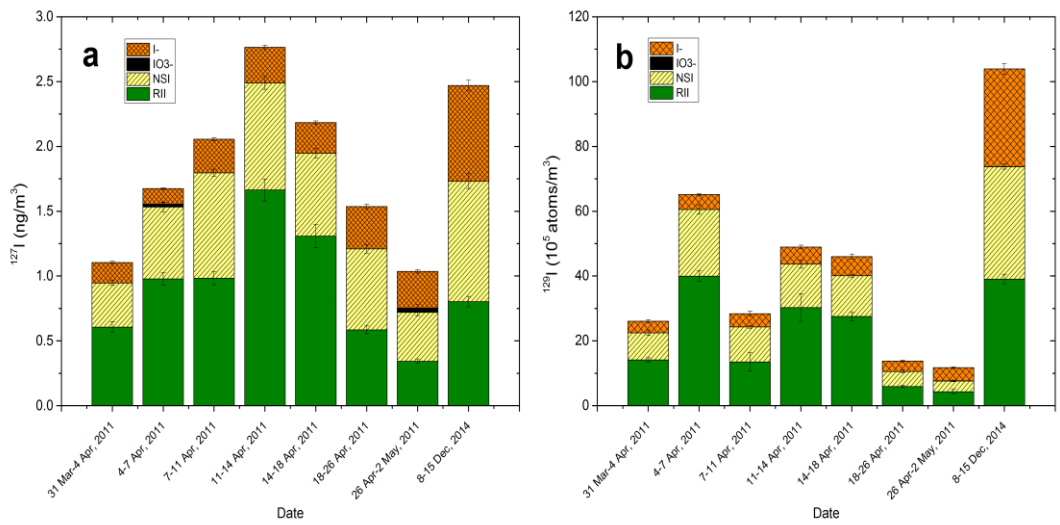 a
I-
IO3-
NSI
RII
127I (ng/m3)
3.0
2.5
2.0
1.5
1.0
0.5
0.0
31 Mar-4 Apr, 2011
4-7 Apr, 2011
7-11 Apr, 2011
11-14 Apr, 2011
14-18 Apr, 2011
18-26 Apr, 2011
26 Apr-2 May, 2011
8-15 Dec, 2014
Date
b
I-
IO3-
NSI
RII
129I (10^5 atoms/m3)
120
100
80
60
40
20
0
31 Mar-4 Apr, 2011
4-7 Apr, 2011
7-11 Apr, 2011
11-14 Apr, 2011
14-18 Apr, 2011
18-26 Apr, 2011
26 Apr-2 May, 2011
8-15 Dec, 2014
Date